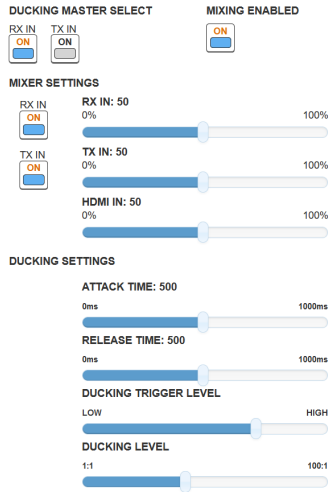 DUCKING MASTER SELECT MIXING ENABLED
RX IN TX IN
ON ON ON
MIXER SETTINGS
RX IN RX IN: 50
ON 0% 100%
TX IN TX IN: 50
ON 0% 100%
HDMI IN: 50
0% 100%
DUCKING SETTINGS
ATTACK TIME: 500
0ms 1000ms
RELEASE TIME: 500
0ms 1000ms
DUCKING TRIGGER LEVEL
LOW HIGH
DUCKING LEVEL
1:1 100:1